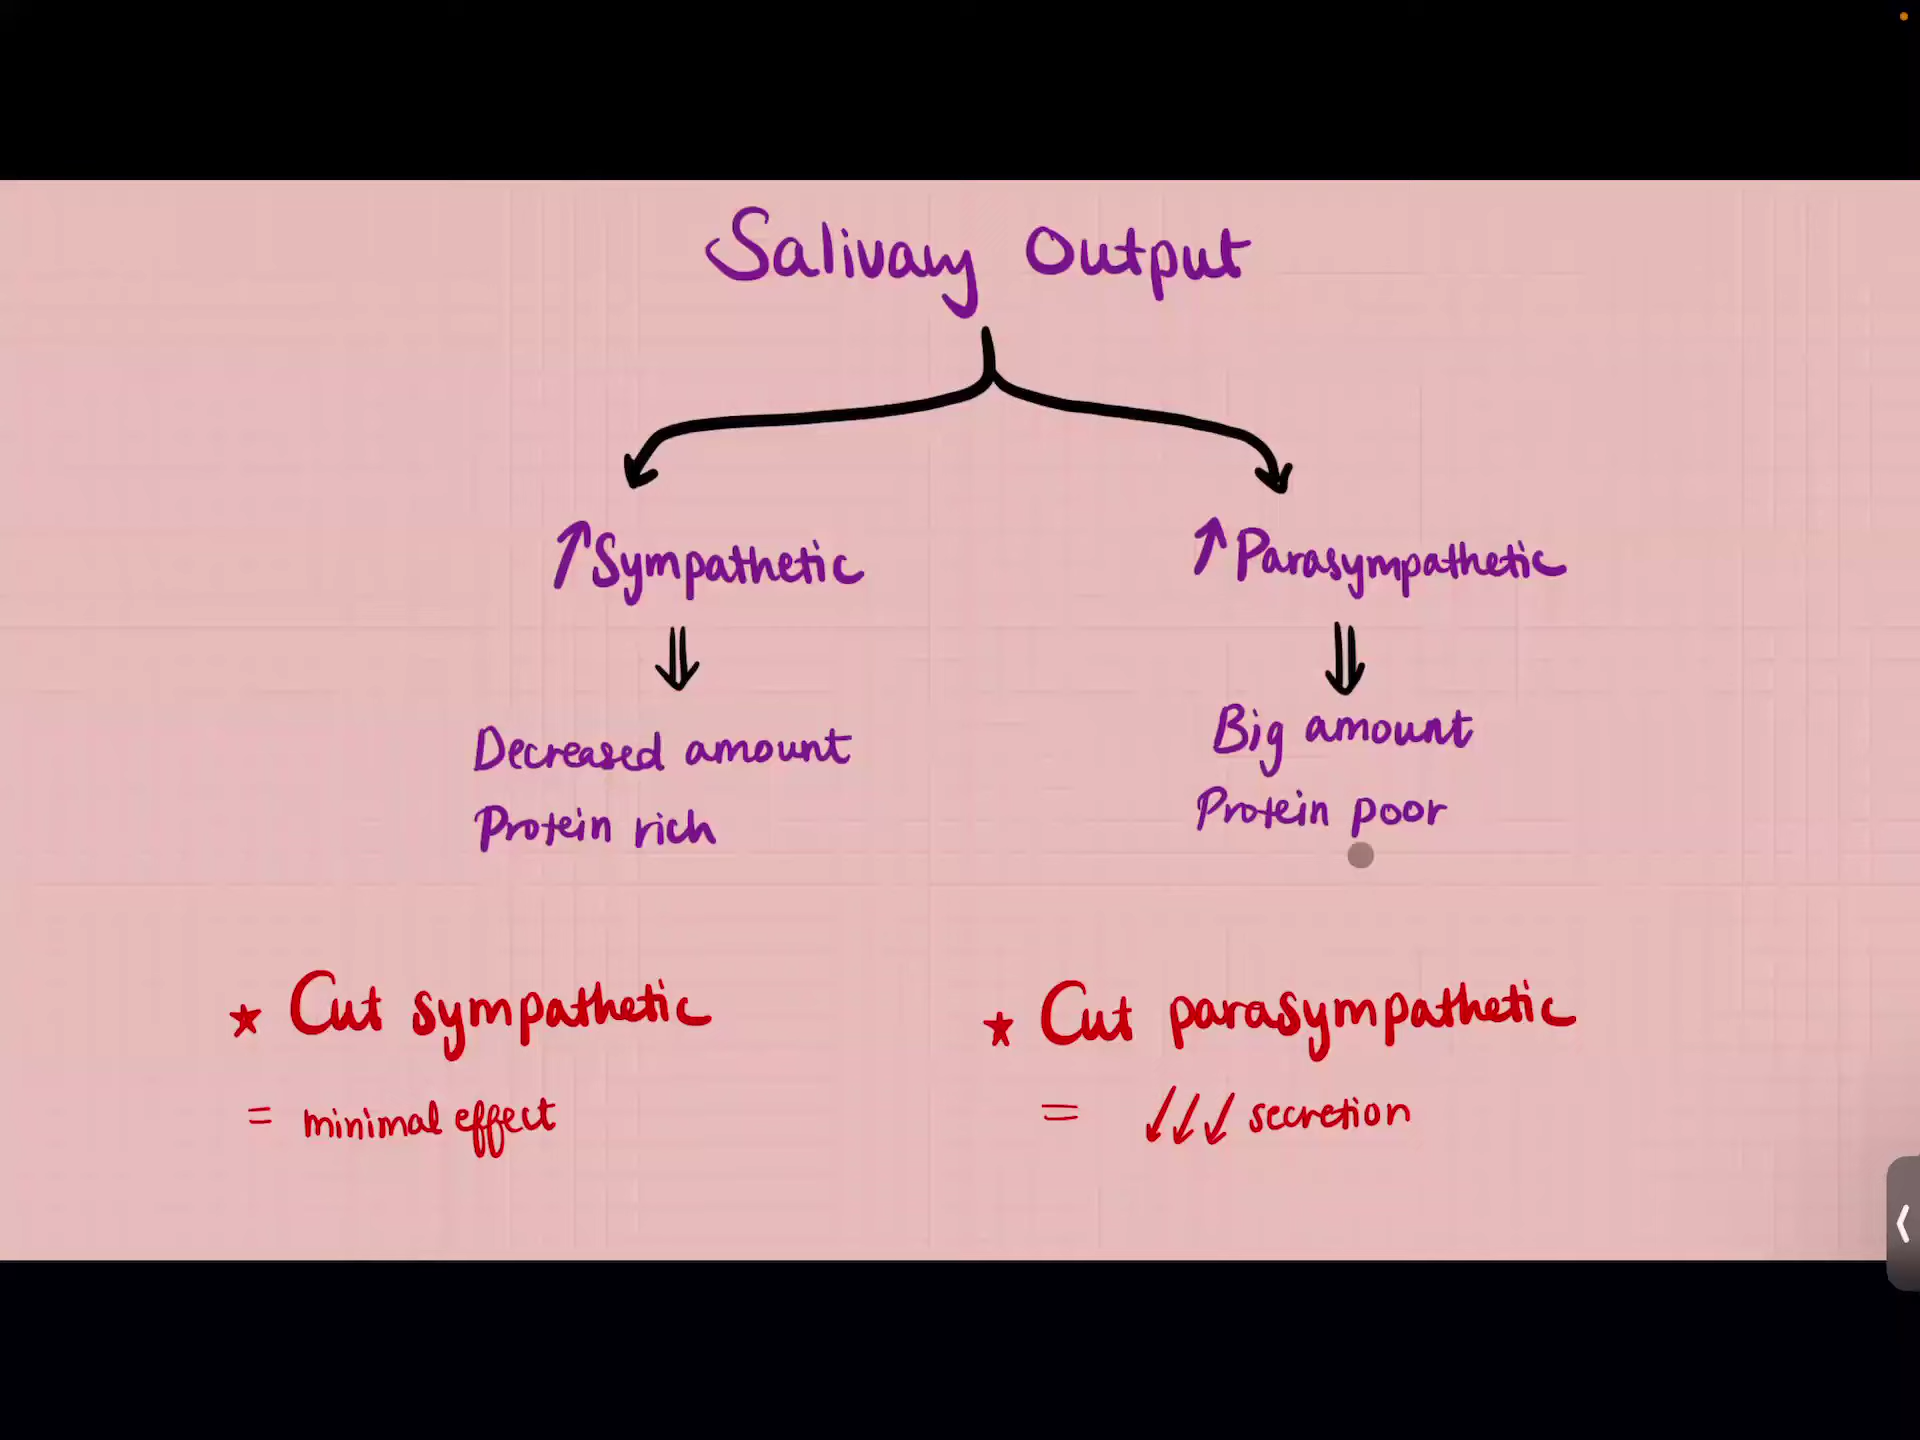 Salivary Output
↑Sympathetic
↑Parasympathetic
Decreased amount
Protein rich
Big amount
Protein poor
★ Cut sympathetic
= minimal effect
★ Cut parasympathetic
= ↓↓↓ secretion